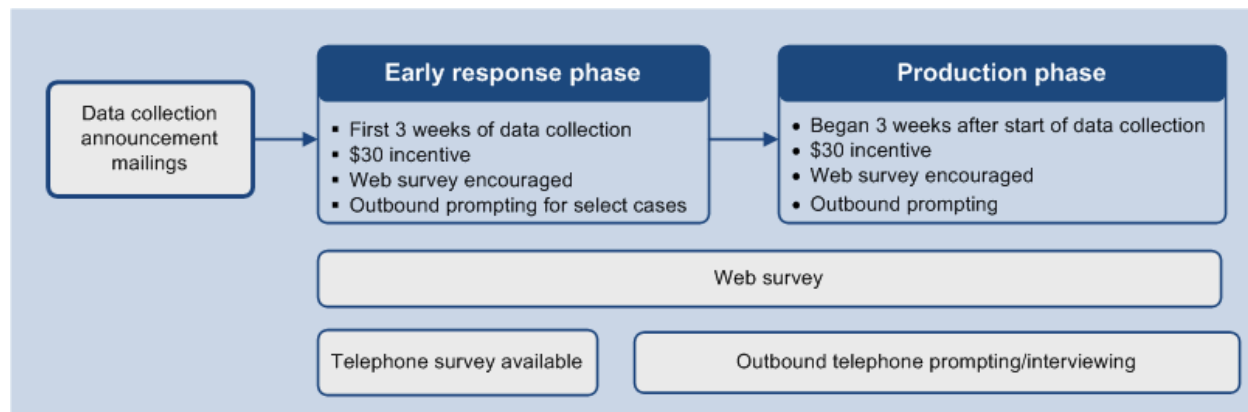 Data collection
announcement
mailings
Early response phase
▪ First 3 weeks of data collection
▪ $30 incentive
▪ Web survey encouraged
▪ Outbound prompting for select cases
Production phase
• Began 3 weeks after start of data collection
• $30 incentive
• Web survey encouraged
• Outbound prompting
Web survey
Telephone survey available
Outbound telephone prompting/interviewing